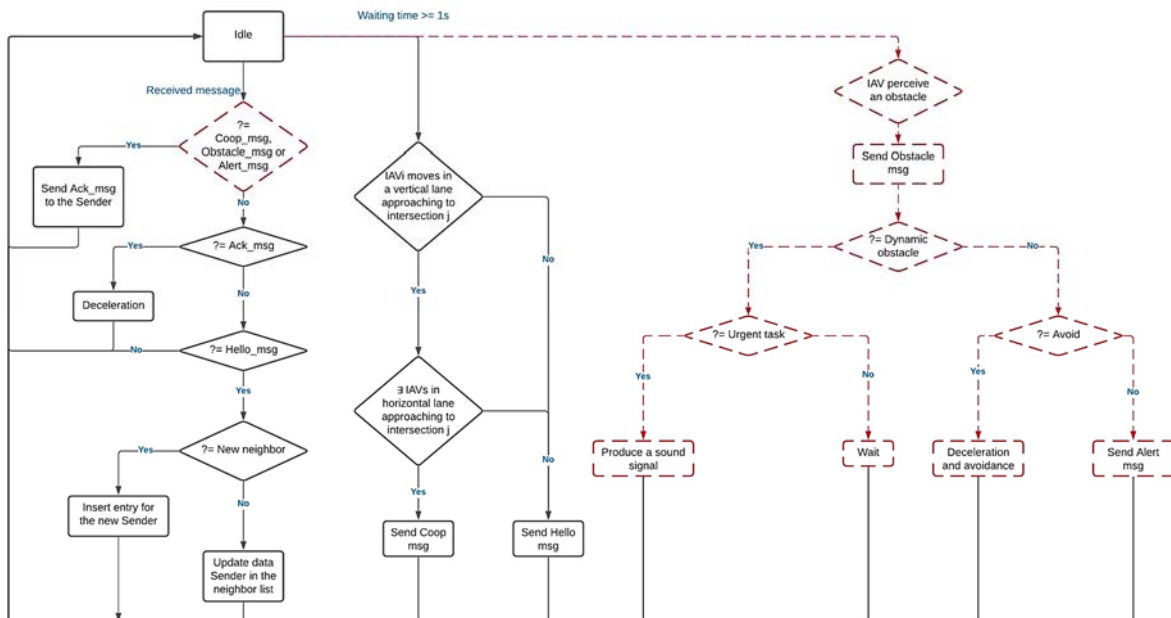 Waiting time >= 1s
Idle
Received message
IAV perceive
an obstacle
?=
Coop_msg,
Obstacle_msg or
Alert_msg
Yes
No
Send Ack_msg
to the Sender
Send Obstacle
msg
IAVi moves in
a vertical lane
approaching to
intersection j
Yes
No
?= Ack_msg
Yes
No
Deceleration
?= Dynamic
obstacle
Yes
No
?= Hello_msg
No
Yes
?= Urgent task
Yes
No
?= Avoid
Yes
No
∃ IAVs in
horizontal lane
approaching to
intersection j
Yes
No
?= New neighbor
Yes
No
Produce a sound
signal
Wait
Deceleration
and avoidance
Send Alert
msg
Insert entry for
the new Sender
Update data
Sender in the
neighbor list
Send Coop
msg
Send Hello
msg